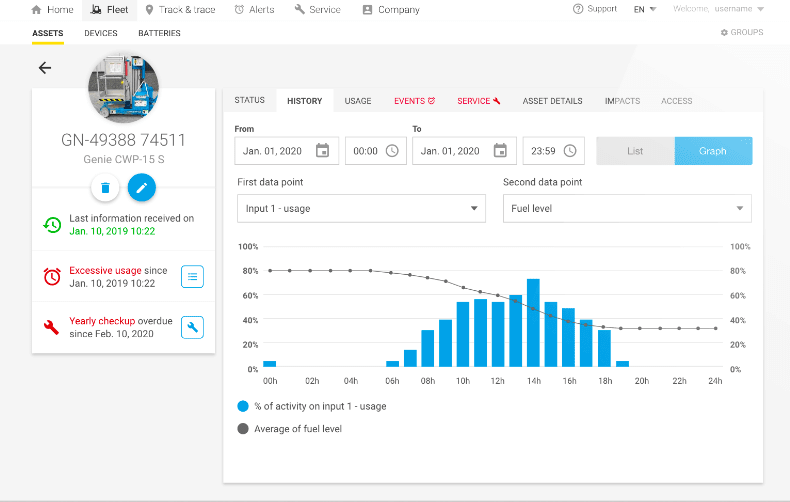 Home Fleet Track & trace Alerts Service Company Support EN Welcome, username
ASSETS DEVICES BATTERIES GROUPS
STATUS HISTORY USAGE EVENTS SERVICE ASSET DETAILS IMPACTS ACCESS
GN-49388 74511
Genie CWP-15 S
Last information received on
Jan. 10, 2019 10:22
Excessive usage since
Jan. 10, 2019 10:22
Yearly checkup overdue
since Feb. 10, 2020
From To
Jan. 01, 2020 00:00 Jan. 01, 2020 23:59 List Graph
First data point Second data point
Input 1 - usage Fuel level
100% 100%
80% 80%
60% 60%
40% 40%
20% 20%
0% 0%
00h 02h 04h 06h 08h 10h 12h 14h 16h 18h 20h 22h 24h
% of activity on input 1 - usage
Average of fuel level